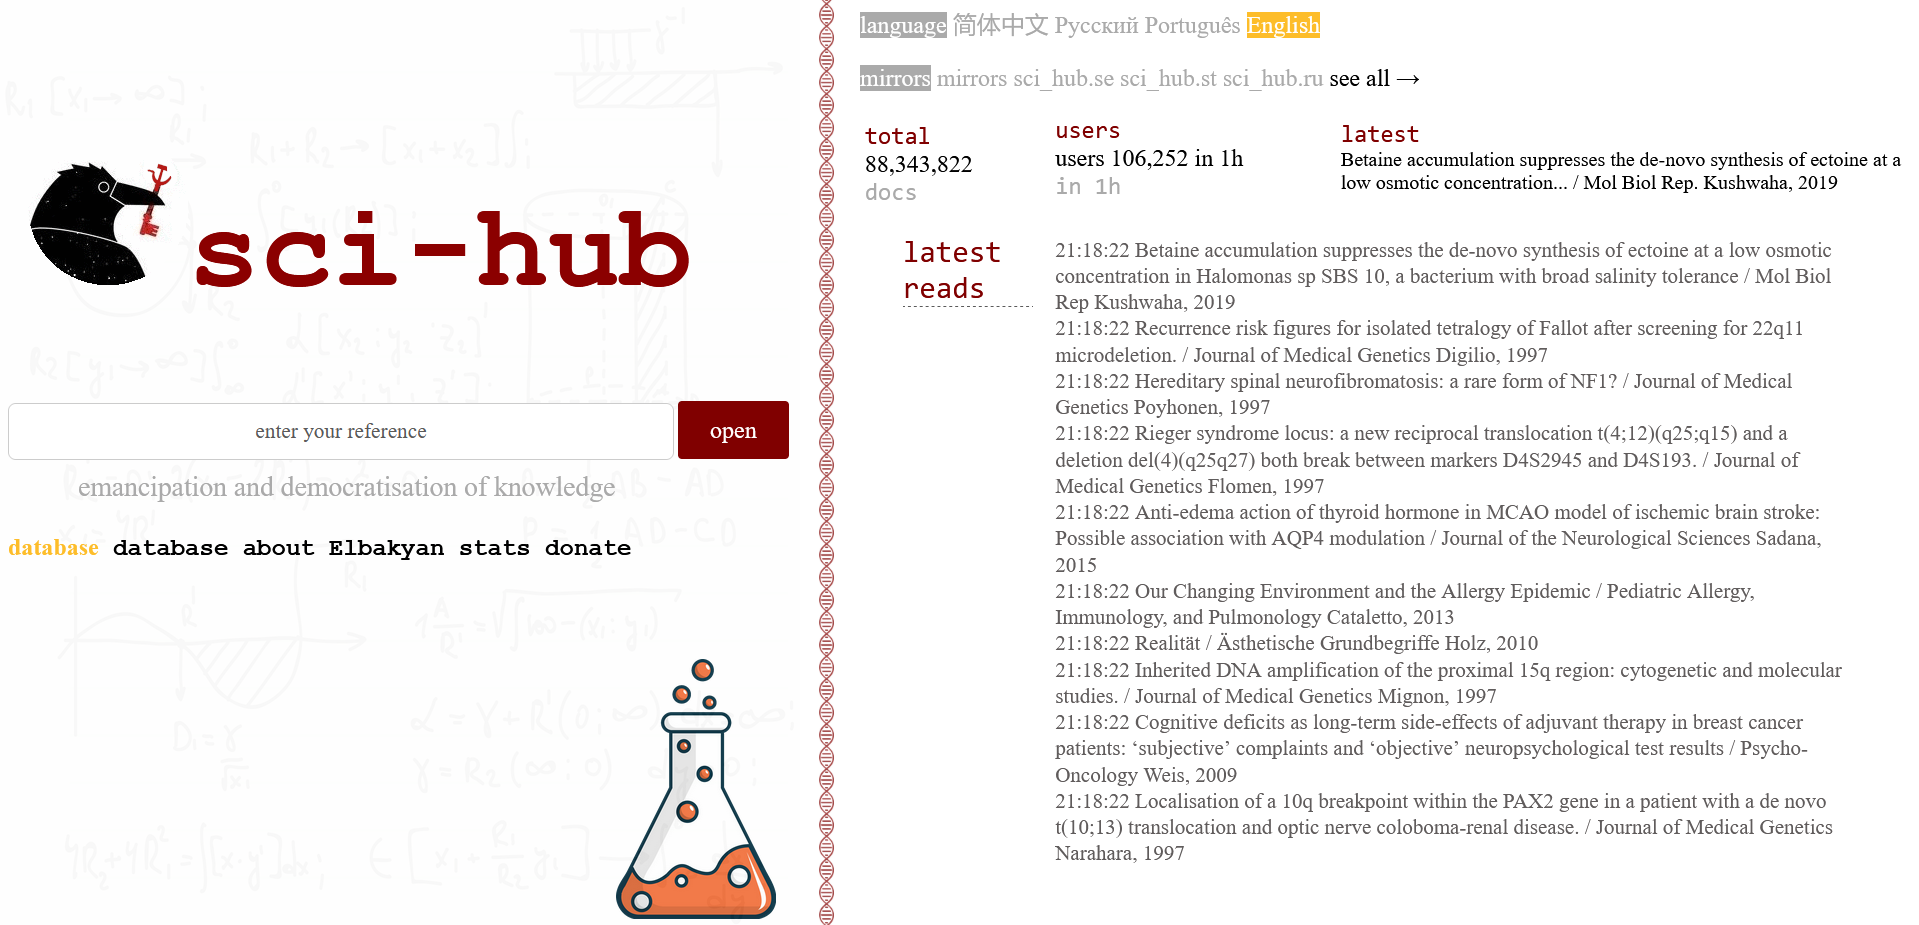 sci-hub
enter your reference
open
emancipation and democratisation of knowledge
database database about Elbakyan stats donate
language 简体中文 Русский Português English
mirrors mirrors sci_hub.se sci_hub.st sci_hub.ru see all →
total
88,343,822
docs
users
users 106,252 in 1h
in 1h
latest
Betaine accumulation suppresses the de-novo synthesis of ectoine at a
low osmotic concentration... / Mol Biol Rep. Kushwaha, 2019
latest
reads
21:18:22 Betaine accumulation suppresses the de-novo synthesis of ectoine at a low osmotic
concentration in Halomonas sp SBS 10, a bacterium with broad salinity tolerance / Mol Biol
Rep Kushwaha, 2019
21:18:22 Recurrence risk figures for isolated tetralogy of Fallot after screening for 22q11
microdeletion. / Journal of Medical Genetics Digilio, 1997
21:18:22 Hereditary spinal neurofibromatosis: a rare form of NF1? / Journal of Medical
Genetics Poyhonen, 1997
21:18:22 Rieger syndrome locus: a new reciprocal translocation t(4;12)(q25;q15) and a
deletion del(4)(q25q27) both break between markers D4S2945 and D4S193. / Journal of
Medical Genetics Flomen, 1997
21:18:22 Anti-edema action of thyroid hormone in MCAO model of ischemic brain stroke:
Possible association with AQP4 modulation / Journal of the Neurological Sciences Sadana,
2015
21:18:22 Our Changing Environment and the Allergy Epidemic / Pediatric Allergy,
Immunology, and Pulmonology Cataletto, 2013
21:18:22 Realität / Ästhetische Grundbegriffe Holz, 2010
21:18:22 Inherited DNA amplification of the proximal 15q region: cytogenetic and molecular
studies. / Journal of Medical Genetics Mignon, 1997
21:18:22 Cognitive deficits as long-term side-effects of adjuvant therapy in breast cancer
patients: ‘subjective’ complaints and ‘objective’ neuropsychological test results / Psycho-
Oncology Weis, 2009
21:18:22 Localisation of a 10q breakpoint within the PAX2 gene in a patient with a de novo
t(10;13) translocation and optic nerve coloboma-renal disease. / Journal of Medical Genetics
Narahara, 1997